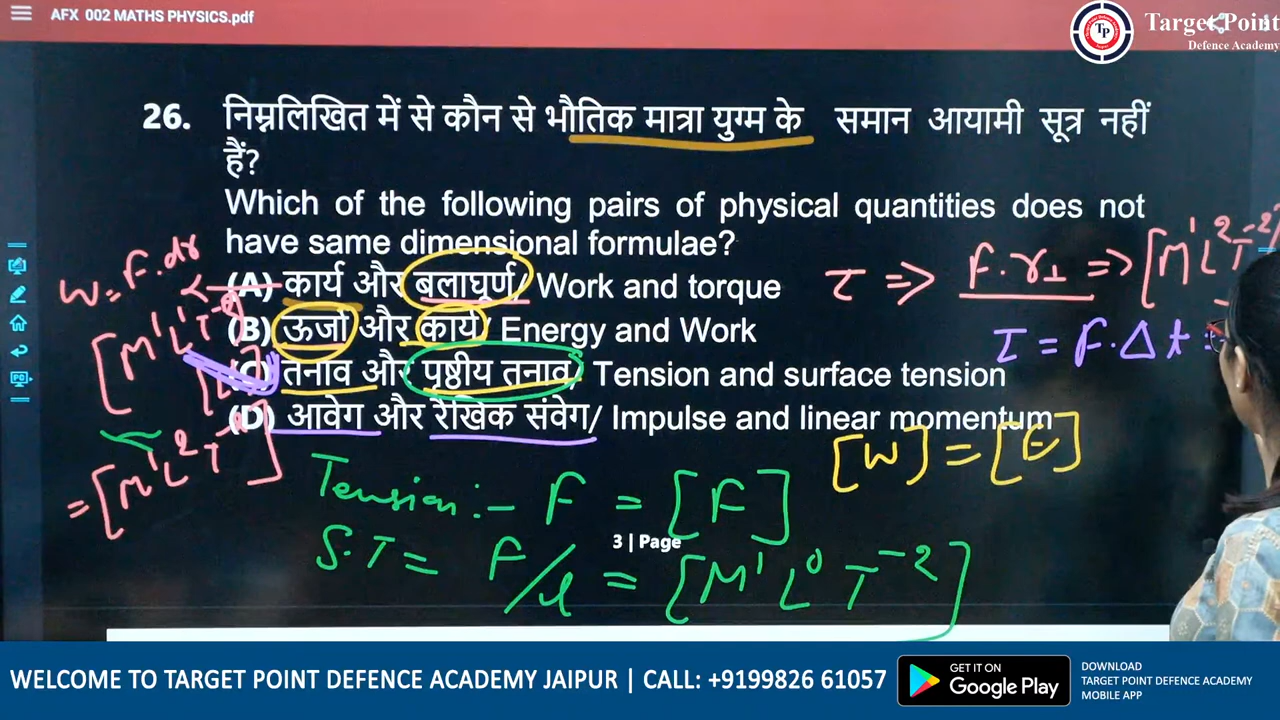 AFX 002 MATHS PHYSICS.pdf
TP
Target Point
Defence Academy
26. निम्नलिखित में से कौन से भौतिक मात्रा युग्म के समान आयामी सूत्र नहीं
हैं?
Which of the following pairs of physical quantities does not
have same dimensional formulae?
(A) कार्य और बलाघूर्ण/ Work and torque
(B) ऊर्जा और कार्य/ Energy and Work
(C) तनाव और पृष्ठीय तनाव/ Tension and surface tension
(D) आवेग और रैखिक संवेग/ Impulse and linear momentum
W = F.dr
= [M¹L²T⁻²]
τ => F.r⊥ => [M¹L²T⁻²]
I = F.Δt
[W] = [E]
Tension :- F = [F]
S.T = F/l = [M¹L⁰T⁻²]
3 | Page
WELCOME TO TARGET POINT DEFENCE ACADEMY JAIPUR | CALL: +9199826 61057
GET IT ON
Google Play
DOWNLOAD
TARGET POINT DEFENCE ACADEMY
MOBILE APP